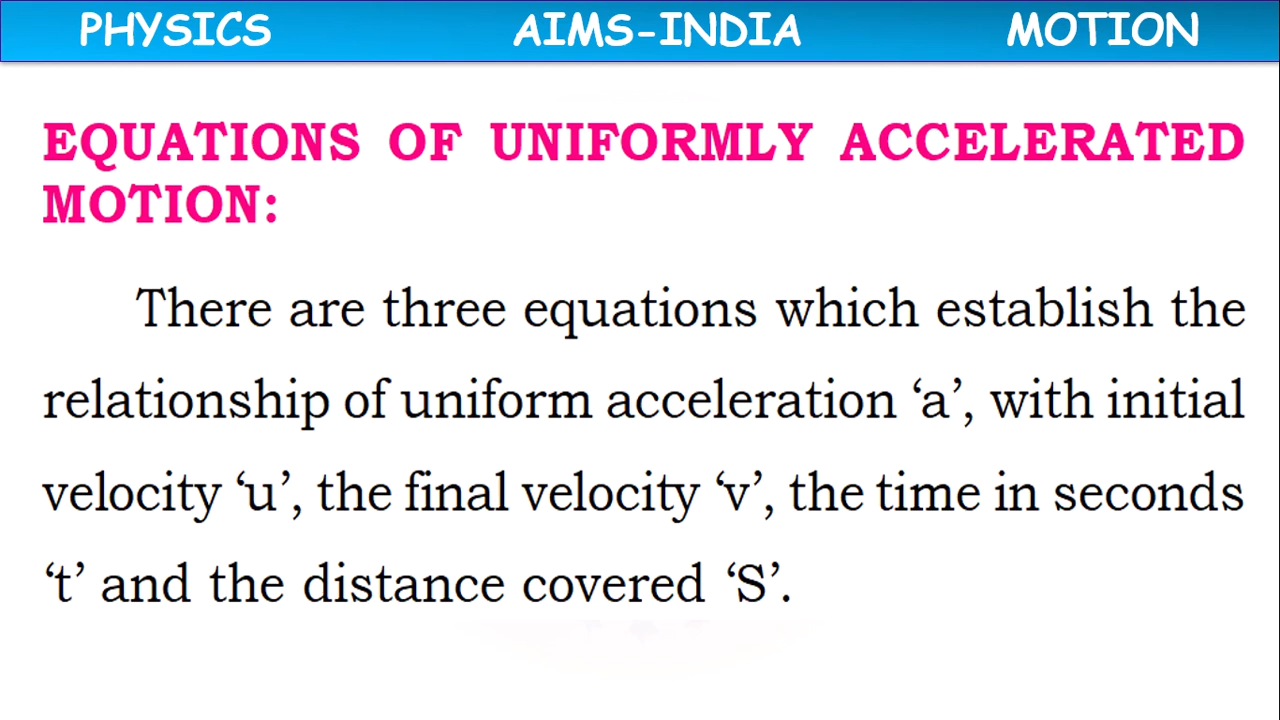 PHYSICS AIMS-INDIA MOTION
EQUATIONS OF UNIFORMLY ACCELERATED
MOTION:
There are three equations which establish the
relationship of uniform acceleration ‘a’, with initial
velocity ‘u’, the final velocity ‘v’, the time in seconds
‘t’ and the distance covered ‘S’.